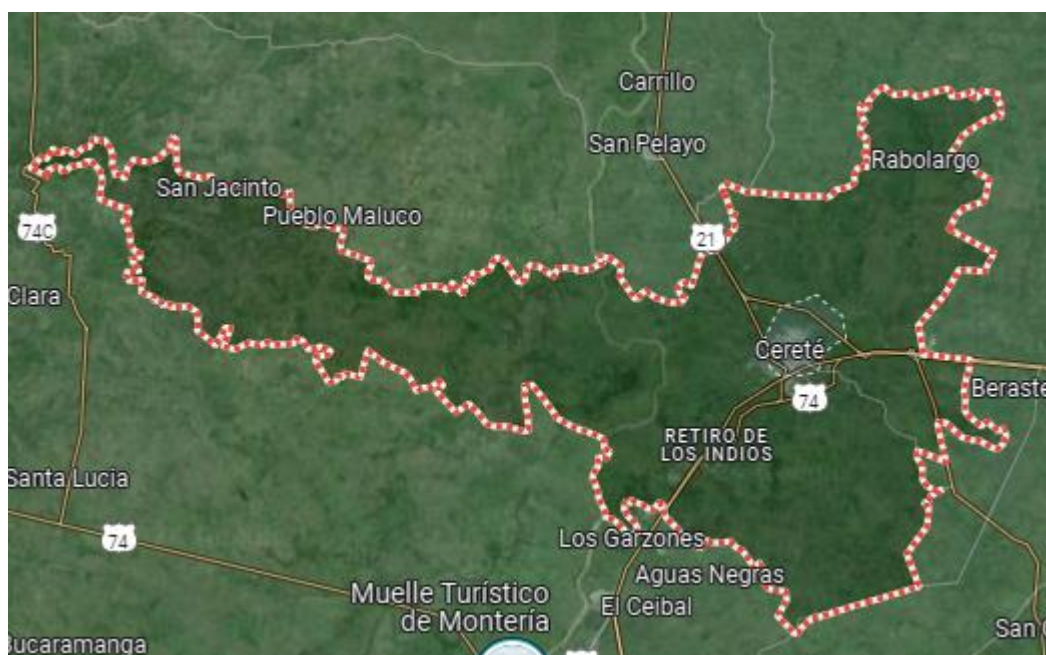 Carrillo
San Pelayo
Rabolargo
San Jacinto
Pueblo Maluco
74C
21
Clara
Cereté
Beraste
74
RETIRO DE
LOS INDIOS
Santa Lucia
74
Los Garzones
Aguas Negras
El Ceibal
Muelle Turístico
de Montería
San
Bucaramanga